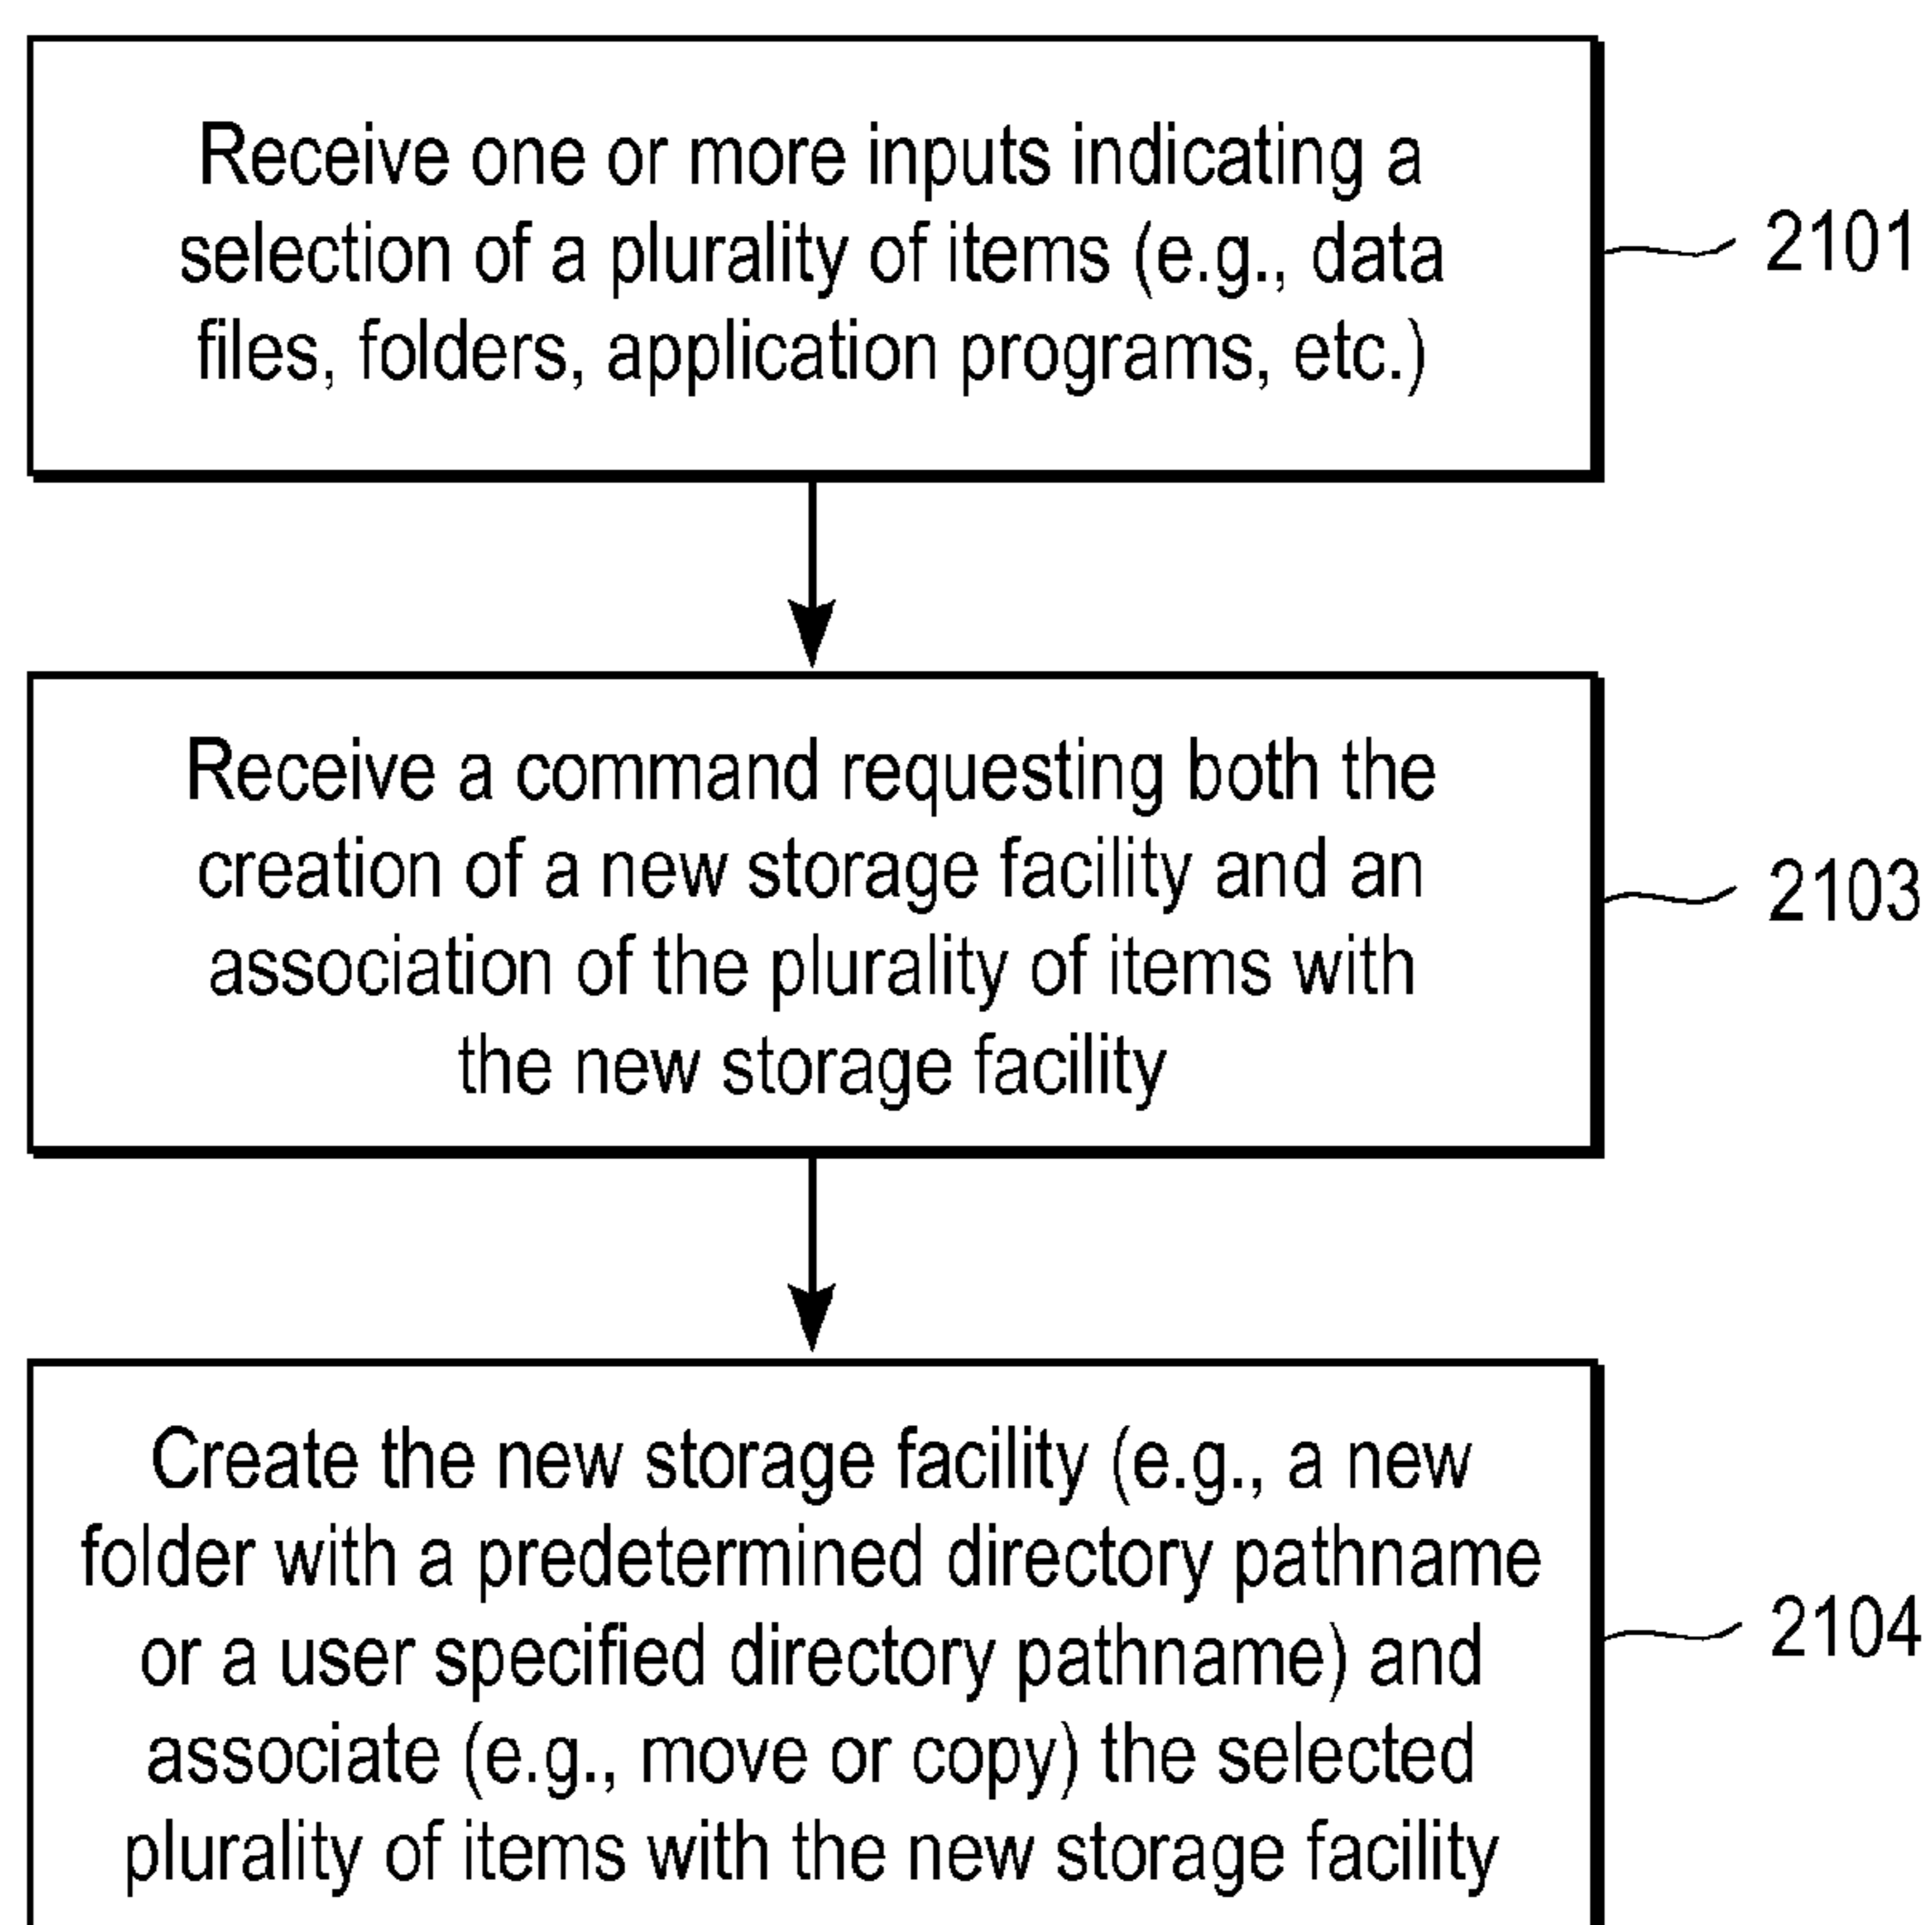 Receive one or more inputs indicating a
selection of a plurality of items (e.g., data
files, folders, application programs, etc.)
2101
Receive a command requesting both the
creation of a new storage facility and an
association of the plurality of items with
the new storage facility
2103
Create the new storage facility (e.g., a new
folder with a predetermined directory pathname
or a user specified directory pathname) and
associate (e.g., move or copy) the selected
plurality of items with the new storage facility
2104